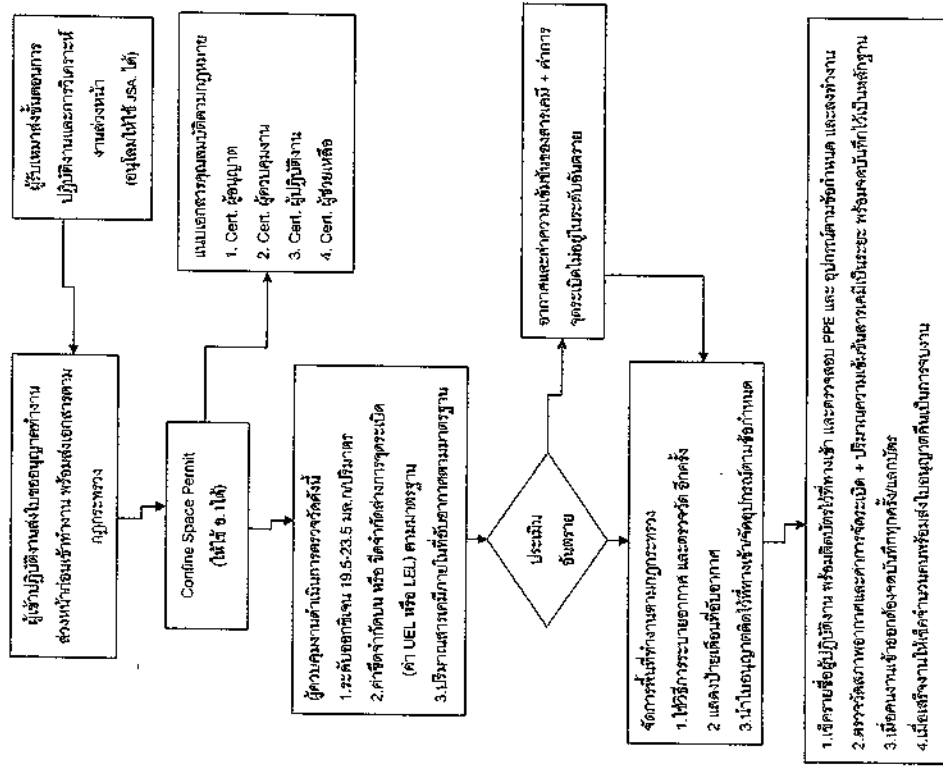 ผู้รับเหมาส่งขั้นตอนการ
ปฏิบัติงานและการวิเคราะห์
งานล่วงหน้า
(อนุโลมให้ใช้ JSA ได้)
ผู้เข้าปฏิบัติงานส่งใบขออนุญาตทำงาน
ล่วงหน้าก่อนเข้าทำงาน พร้อมส่งเอกสารตาม
กฎกระทรวง
Confine Space Permit
(ให้ใช้ อ.1ได้)
แนบเอกสารคุณสมบัติตามกฎหมาย
1. Cert. ผู้อนุญาต
2. Cert. ผู้ควบคุมงาน
3. Cert. ผู้ปฏิบัติงาน
4. Cert. ผู้ช่วยเหลือ
ผู้ควบคุมงานดำเนินการตรวจวัดดังนี้
1.ระดับออกซิเจน 19.5-23.5 มล.ก/ปริมาตร
2.ค่าขีดจำกัดบน หรือ ขีดจำกัดล่างการจุดระเบิด
(ค่า UEL หรือ LEL) ตามมาตรฐาน
3.ปริมาณสารเคมีภายในที่อับอากาศตามมาตรฐาน
ประเมิน
อันตราย
อากาศและค่าความเข้มข้นของสารเคมี + ค่าการ
จุดระเบิดไม่อยู่ในระดับอันตราย
จัดการพื้นที่ทำงานตามกฎกระทรวง
1.ใช้วิธีการระบายอากาศ และตรวจวัด อีกครั้ง
2 แสดงป้ายเตือนที่อับอากาศ
3.นำใบอนุญาตติดไว้ที่ทางเข้า/จัดอุปกรณ์ตามข้อกำหนด
1.เช็ครายชื่อผู้ปฏิบัติงาน พร้อมติดบัตรไว้ที่ทางเข้า และตรวจสอบ PPE และ อุปกรณ์ตามข้อกำหนด และลงทำงาน
2.ตรวจวัดสภาพอากาศและค่าการจุดระเบิด + ปริมาณความเข้มข้นสารเคมีเป็นระยะ พร้อมจดบันทึกไว้เป็นหลักฐาน
3.เมื่อคนงานเข้าออกต้องจดบันทึกทุกครั้ง/แลกบัตร
4.เมื่อเสร็จงานให้เช็คจำนวนคนพร้อมส่งใบอนุญาตคืนเป็นการจบงาน